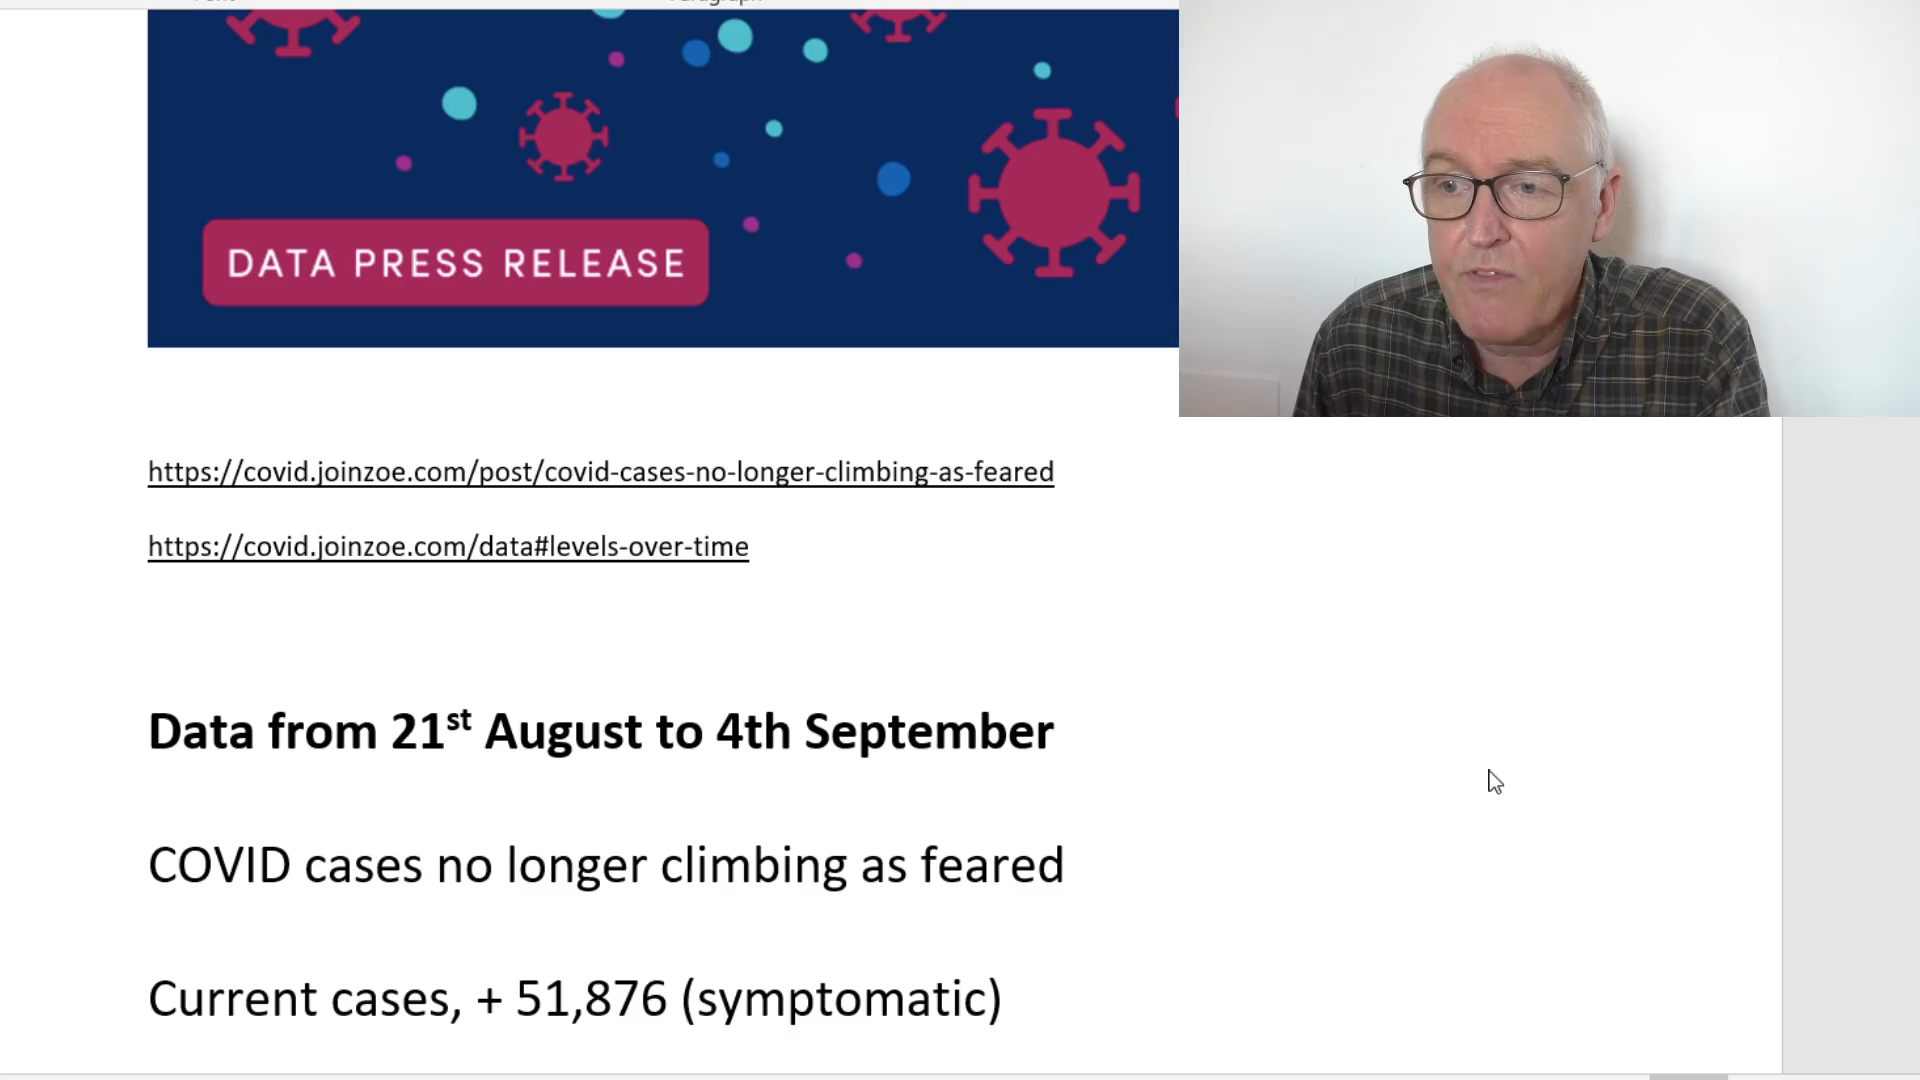 DATA PRESS RELEASE
https://covid.joinzoe.com/post/covid-cases-no-longer-climbing-as-feared
https://covid.joinzoe.com/data#levels-over-time
Data from 21st August to 4th September
COVID cases no longer climbing as feared
Current cases, + 51,876 (symptomatic)